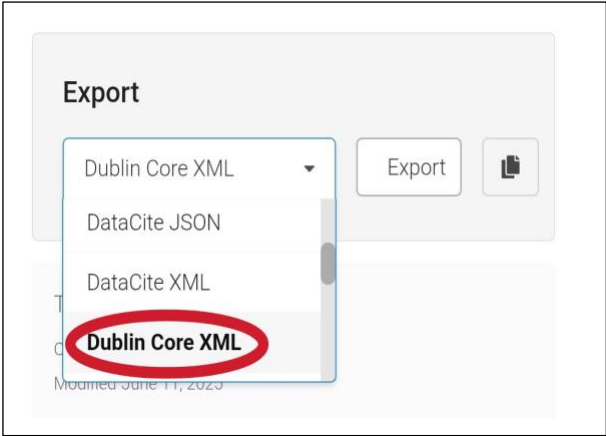 Export
Dublin Core XML
Export
DataCite JSON
DataCite XML
Dublin Core XML
Modified June 11, 2025